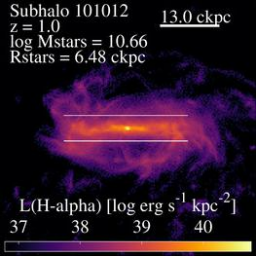 Subhalo 101012
z = 1.0
log Mstars = 10.66
Rstars = 6.48 ckpc
13.0 ckpc
L(H-alpha) [log erg s⁻¹ kpc⁻²]
37 38 39 40